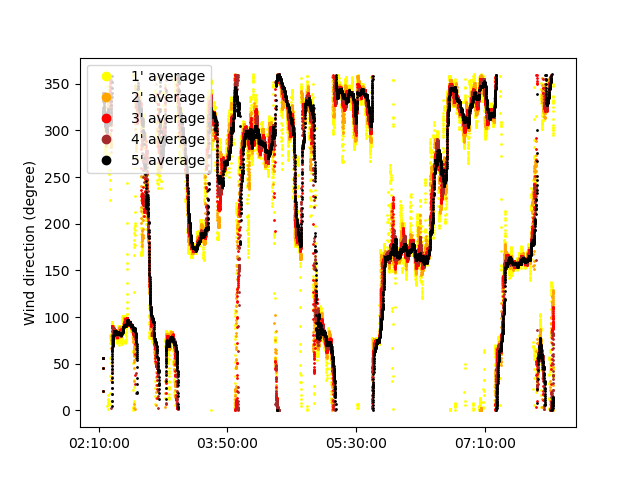 350
300
250
200
150
100
50
0
Wind direction (degree)
1' average
2' average
3' average
4' average
5' average
02:10:00 03:50:00 05:30:00 07:10:00